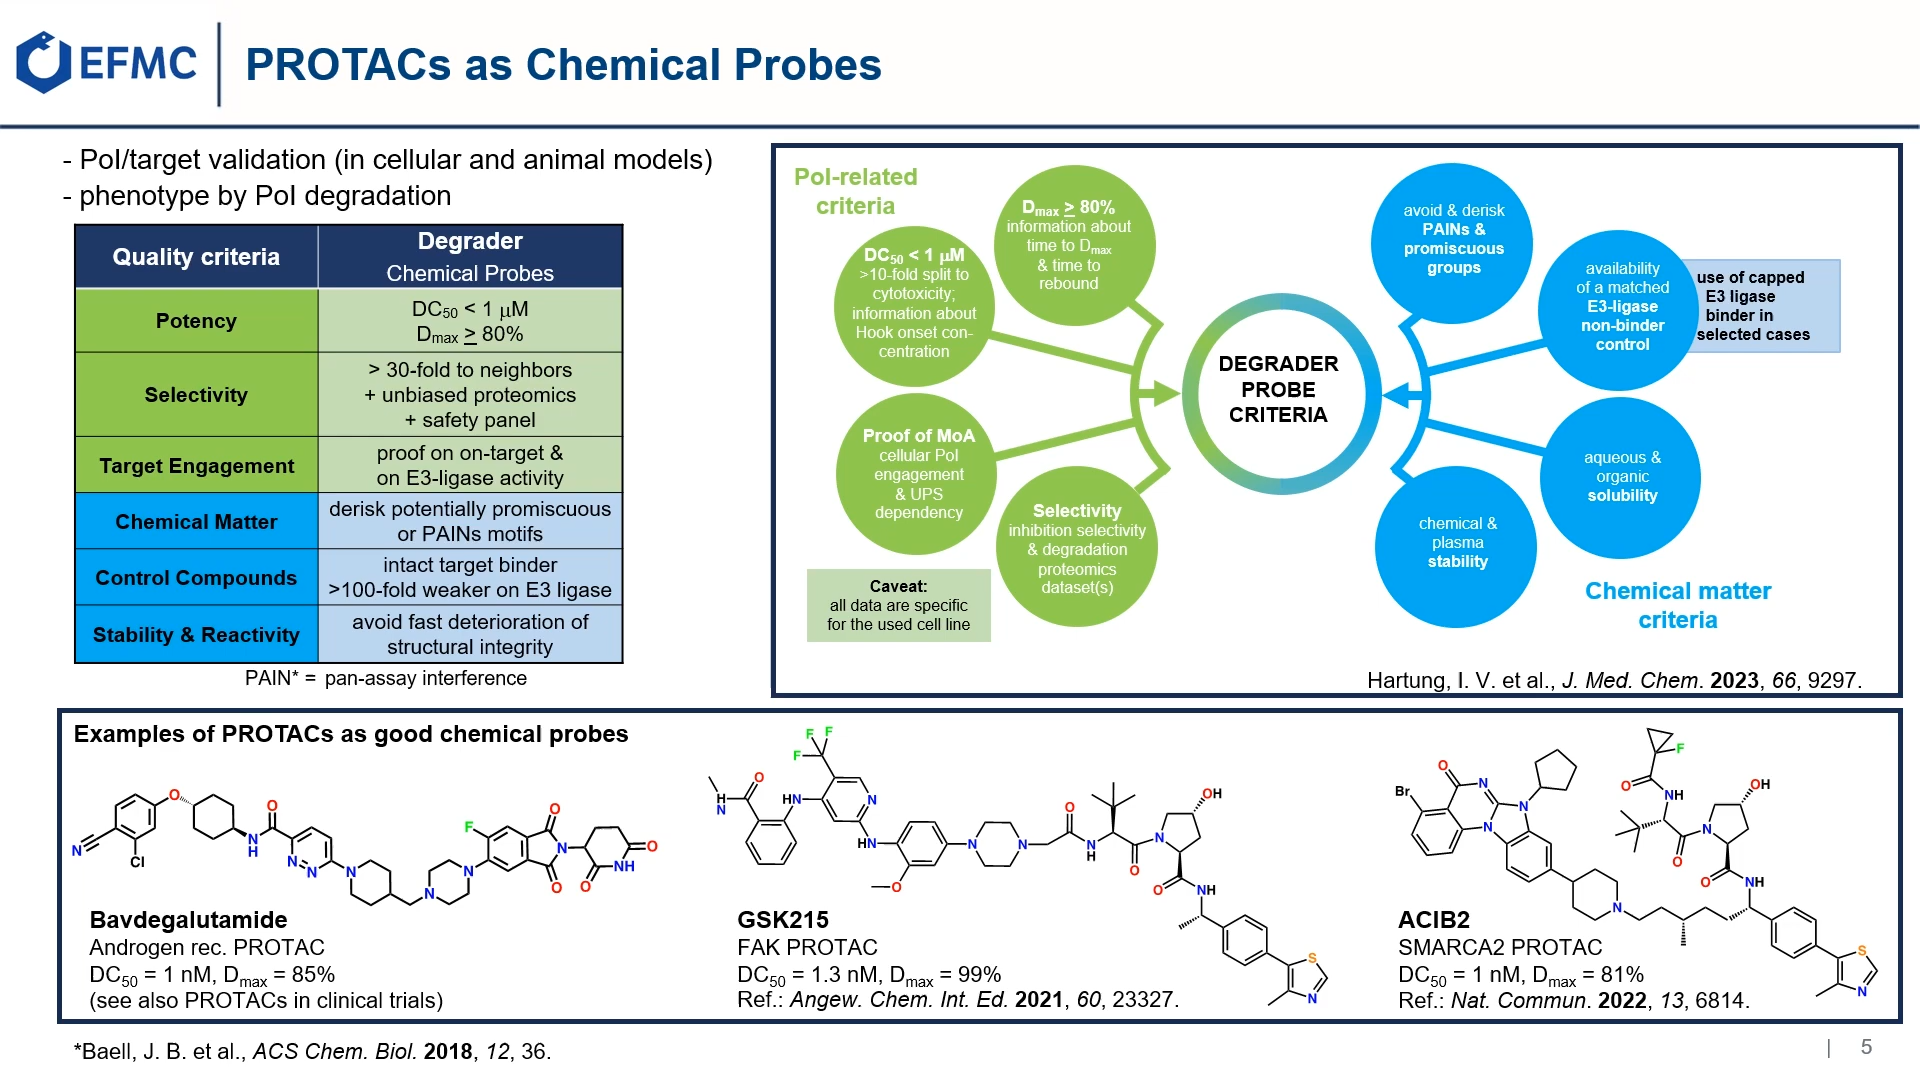 EFMC
PROTACs as Chemical Probes
- PoI/target validation (in cellular and animal models)
- phenotype by PoI degradation
Quality criteria
Degrader
Chemical Probes
Potency
DC50 < 1 μM
Dmax ≥ 80%
Selectivity
> 30-fold to neighbors
+ unbiased proteomics
+ safety panel
Target Engagement
proof on on-target &
on E3-ligase activity
Chemical Matter
derisk potentially promiscuous
or PAINs motifs
Control Compounds
intact target binder
>100-fold weaker on E3 ligase
Stability & Reactivity
avoid fast deterioration of
structural integrity
PAIN* = pan-assay interference
PoI-related
criteria
Dmax ≥ 80%
information about
time to Dmax
& time to
rebound
DC50 < 1 μM
>10-fold split to
cytotoxicity;
information about
Hook onset con-
centration
Proof of MoA
cellular PoI
engagement
& UPS
dependency
Selectivity
inhibition selectivity
& degradation
proteomics
dataset(s)
Caveat:
all data are specific
for the used cell line
DEGRADER
PROBE
CRITERIA
avoid & derisk
PAINs &
promiscuous
groups
availability
of a matched
E3-ligase
non-binder
control
use of capped
E3 ligase
binder in
selected cases
aqueous &
organic
solubility
chemical &
plasma
stability
Chemical matter
criteria
Hartung, I. V. et al., J. Med. Chem. 2023, 66, 9297.
Examples of PROTACs as good chemical probes
N
Cl
O
O
N
H
N
N
N
N
N
F
O
O
N
O
NH
O
Bavdegalutamide
Androgen rec. PROTAC
DC50 = 1 nM, Dmax = 85%
(see also PROTACs in clinical trials)
H
N
O
HN
F
F
F
N
HN
O
N
N
O
N
H
O
N
OH
O
NH
S
N
GSK215
FAK PROTAC
DC50 = 1.3 nM, Dmax = 99%
Ref.: Angew. Chem. Int. Ed. 2021, 60, 23327.
Br
O
N
N
N
N
F
O
NH
O
N
OH
O
NH
S
N
ACIB2
SMARCA2 PROTAC
DC50 = 1 nM, Dmax = 81%
Ref.: Nat. Commun. 2022, 13, 6814.
*Baell, J. B. et al., ACS Chem. Biol. 2018, 12, 36.
| 5